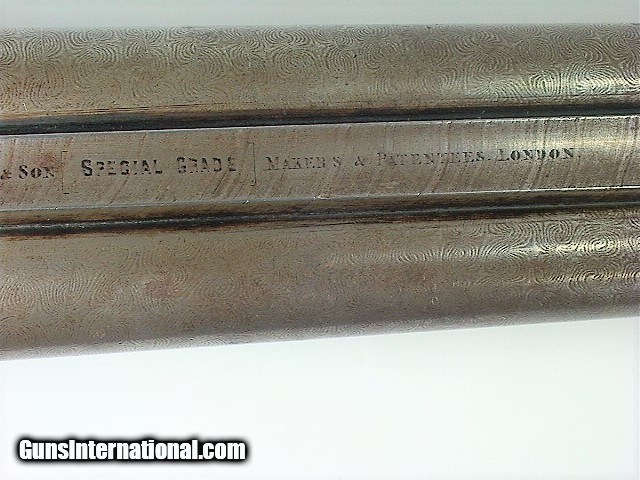 & SON [ SPECIAL GRADE ] MAKERS & PATENTEES. LONDON.
GunsInternational.com